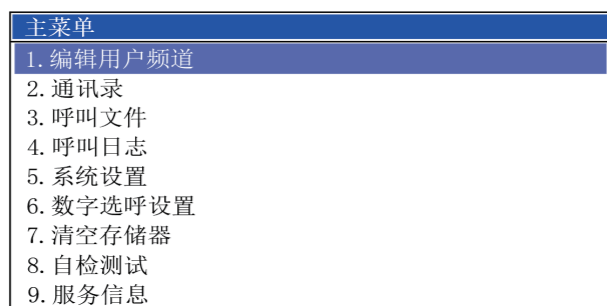 主菜单
1.编辑用户频道
2.通讯录
3.呼叫文件
4.呼叫日志
5.系统设置
6.数字选呼设置
7.清空存储器
8.自检测试
9.服务信息